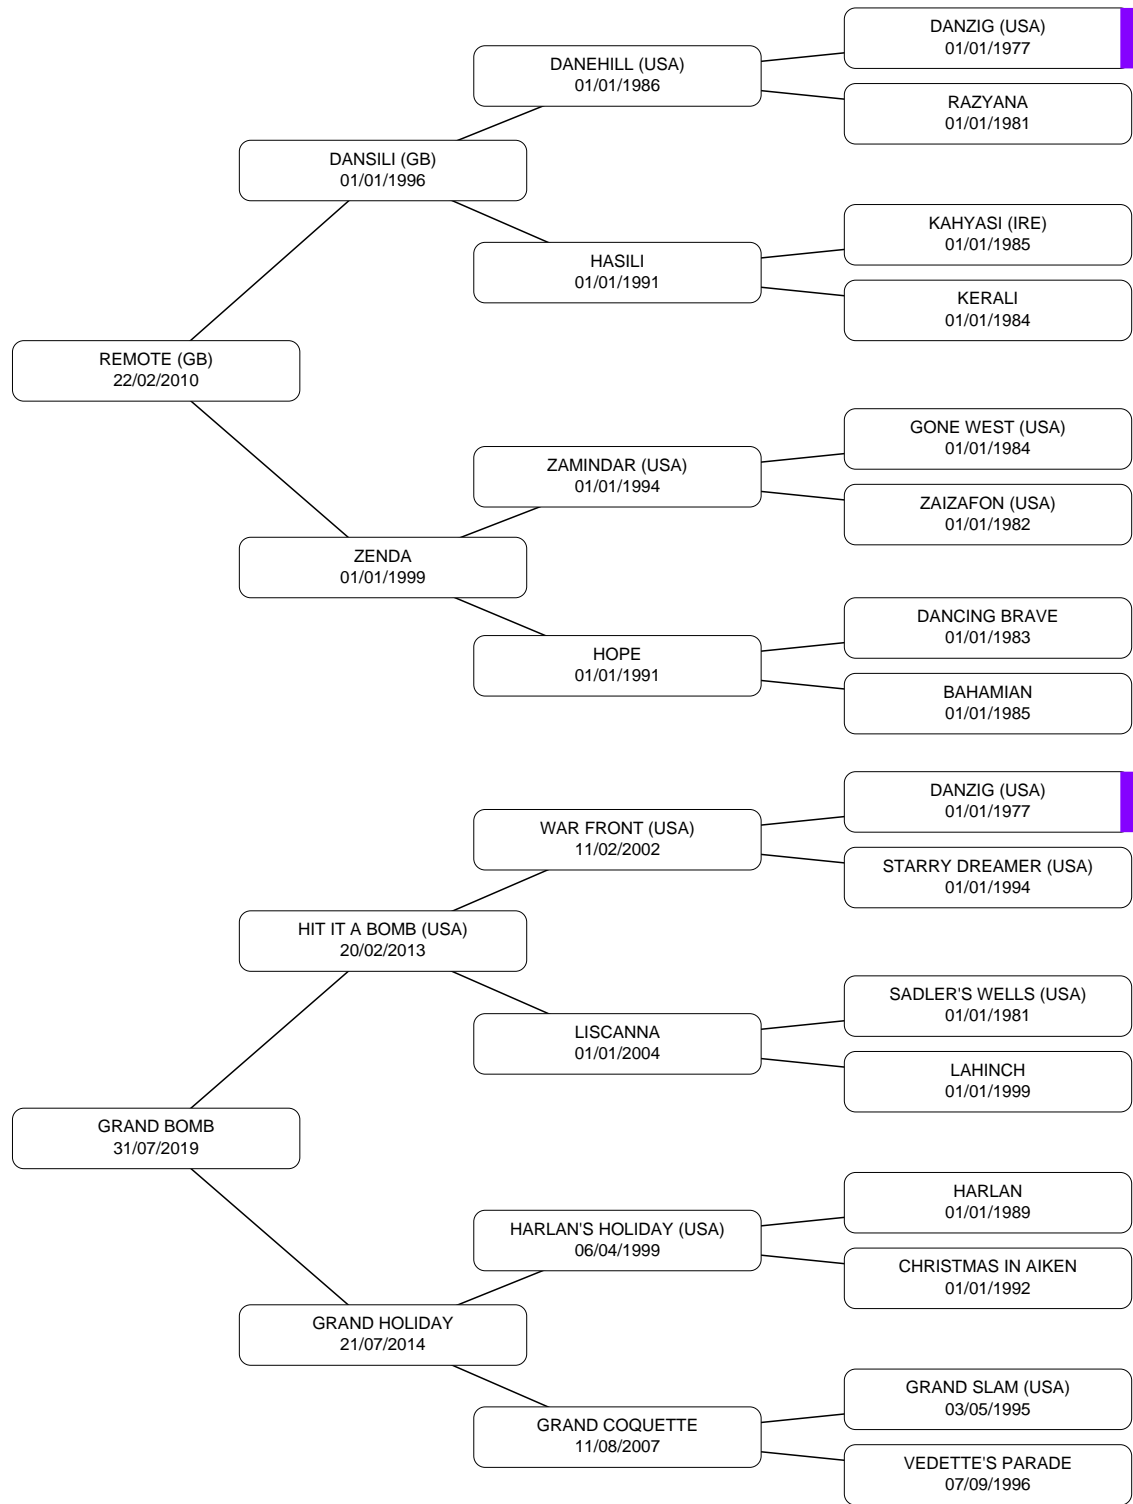 DANZIG (USA)
01/01/1977
DANEHILL (USA)
01/01/1986
RAZYANA
01/01/1981
DANSILI (GB)
01/01/1996
KAHYASI (IRE)
01/01/1985
HASILI
01/01/1991
KERALI
01/01/1984
REMOTE (GB)
22/02/2010
GONE WEST (USA)
01/01/1984
ZAMINDAR (USA)
01/01/1994
ZAIZAFON (USA)
01/01/1982
ZENDA
01/01/1999
DANCING BRAVE
01/01/1983
HOPE
01/01/1991
BAHAMIAN
01/01/1985
DANZIG (USA)
01/01/1977
WAR FRONT (USA)
11/02/2002
STARRY DREAMER (USA)
01/01/1994
HIT IT A BOMB (USA)
20/02/2013
SADLER'S WELLS (USA)
01/01/1981
LISCANNA
01/01/2004
LAHINCH
01/01/1999
GRAND BOMB
31/07/2019
HARLAN
01/01/1989
HARLAN'S HOLIDAY (USA)
06/04/1999
CHRISTMAS IN AIKEN
01/01/1992
GRAND HOLIDAY
21/07/2014
GRAND SLAM (USA)
03/05/1995
GRAND COQUETTE
11/08/2007
VEDETTE'S PARADE
07/09/1996